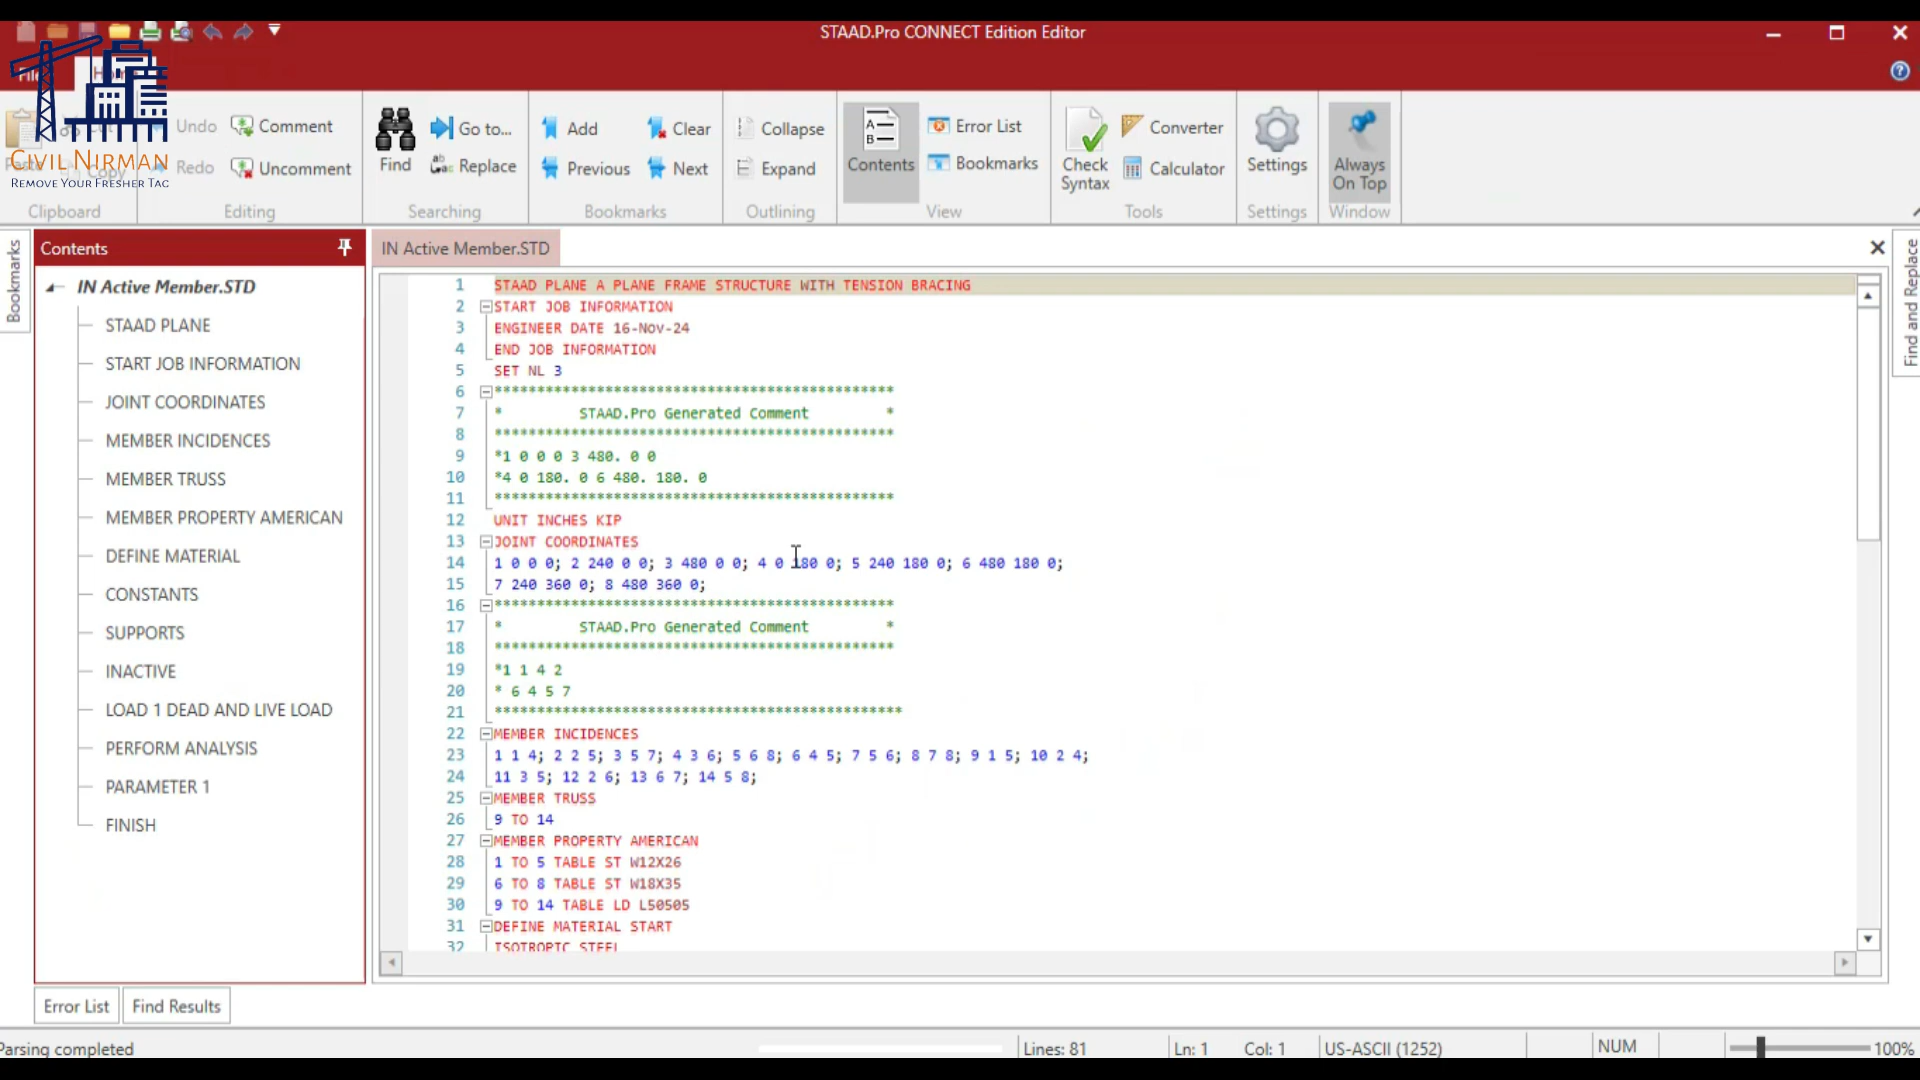 STAAD.Pro CONNECT Edition Editor
File
CIVIL NIRMAN
REMOVE YOUR FRESHER TAG
Copy
Clipboard
Undo
Redo
Comment
Uncomment
Editing
Find
Go to...
Replace
Searching
Add
Previous
Clear
Next
Bookmarks
Collapse
Expand
Outlining
Contents
Error List
Bookmarks
View
Check Syntax
Converter
Calculator
Tools
Settings
Settings
Always On Top
Window
Bookmarks
Contents
IN Active Member.STD
STAAD PLANE
START JOB INFORMATION
JOINT COORDINATES
MEMBER INCIDENCES
MEMBER TRUSS
MEMBER PROPERTY AMERICAN
DEFINE MATERIAL
CONSTANTS
SUPPORTS
INACTIVE
LOAD 1 DEAD AND LIVE LOAD
PERFORM ANALYSIS
PARAMETER 1
FINISH
IN Active Member.STD
1 STAAD PLANE A PLANE FRAME STRUCTURE WITH TENSION BRACING
2 START JOB INFORMATION
3 ENGINEER DATE 16-Nov-24
4 END JOB INFORMATION
5 SET NL 3
6 ***********************************************
7 * STAAD.Pro Generated Comment *
8 ***********************************************
9 *1 0 0 0 3 480. 0 0
10 *4 0 180. 0 6 480. 180. 0
11 ***********************************************
12 UNIT INCHES KIP
13 JOINT COORDINATES
14 1 0 0 0; 2 240 0 0; 3 480 0 0; 4 0 180 0; 5 240 180 0; 6 480 180 0;
15 7 240 360 0; 8 480 360 0;
16 ***********************************************
17 * STAAD.Pro Generated Comment *
18 ***********************************************
19 *1 1 4 2
20 * 6 4 5 7
21 ************************************************
22 MEMBER INCIDENCES
23 1 1 4; 2 2 5; 3 5 7; 4 3 6; 5 6 8; 6 4 5; 7 5 6; 8 7 8; 9 1 5; 10 2 4;
24 11 3 5; 12 2 6; 13 6 7; 14 5 8;
25 MEMBER TRUSS
26 9 TO 14
27 MEMBER PROPERTY AMERICAN
28 1 TO 5 TABLE ST W12X26
29 6 TO 8 TABLE ST W18X35
30 9 TO 14 TABLE LD L50505
31 DEFINE MATERIAL START
32 ISOTROPIC STEEL
Find and Replace
Error List
Find Results
Parsing completed
Lines: 81
Ln: 1
Col: 1
US-ASCII (1252)
NUM
100%